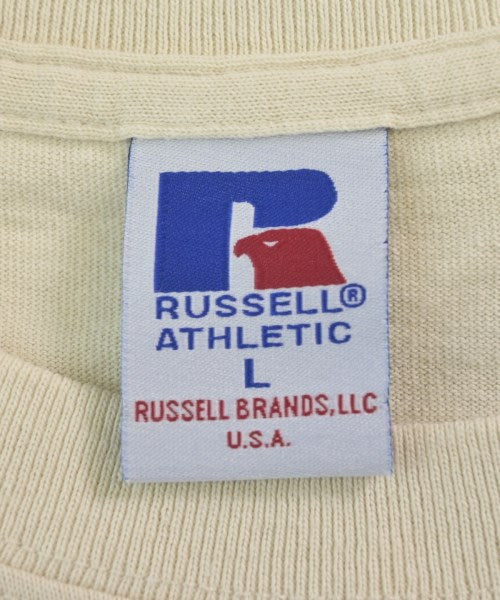 R
RUSSELL®
ATHLETIC
L
RUSSELL BRANDS, LLC
U.S.A.